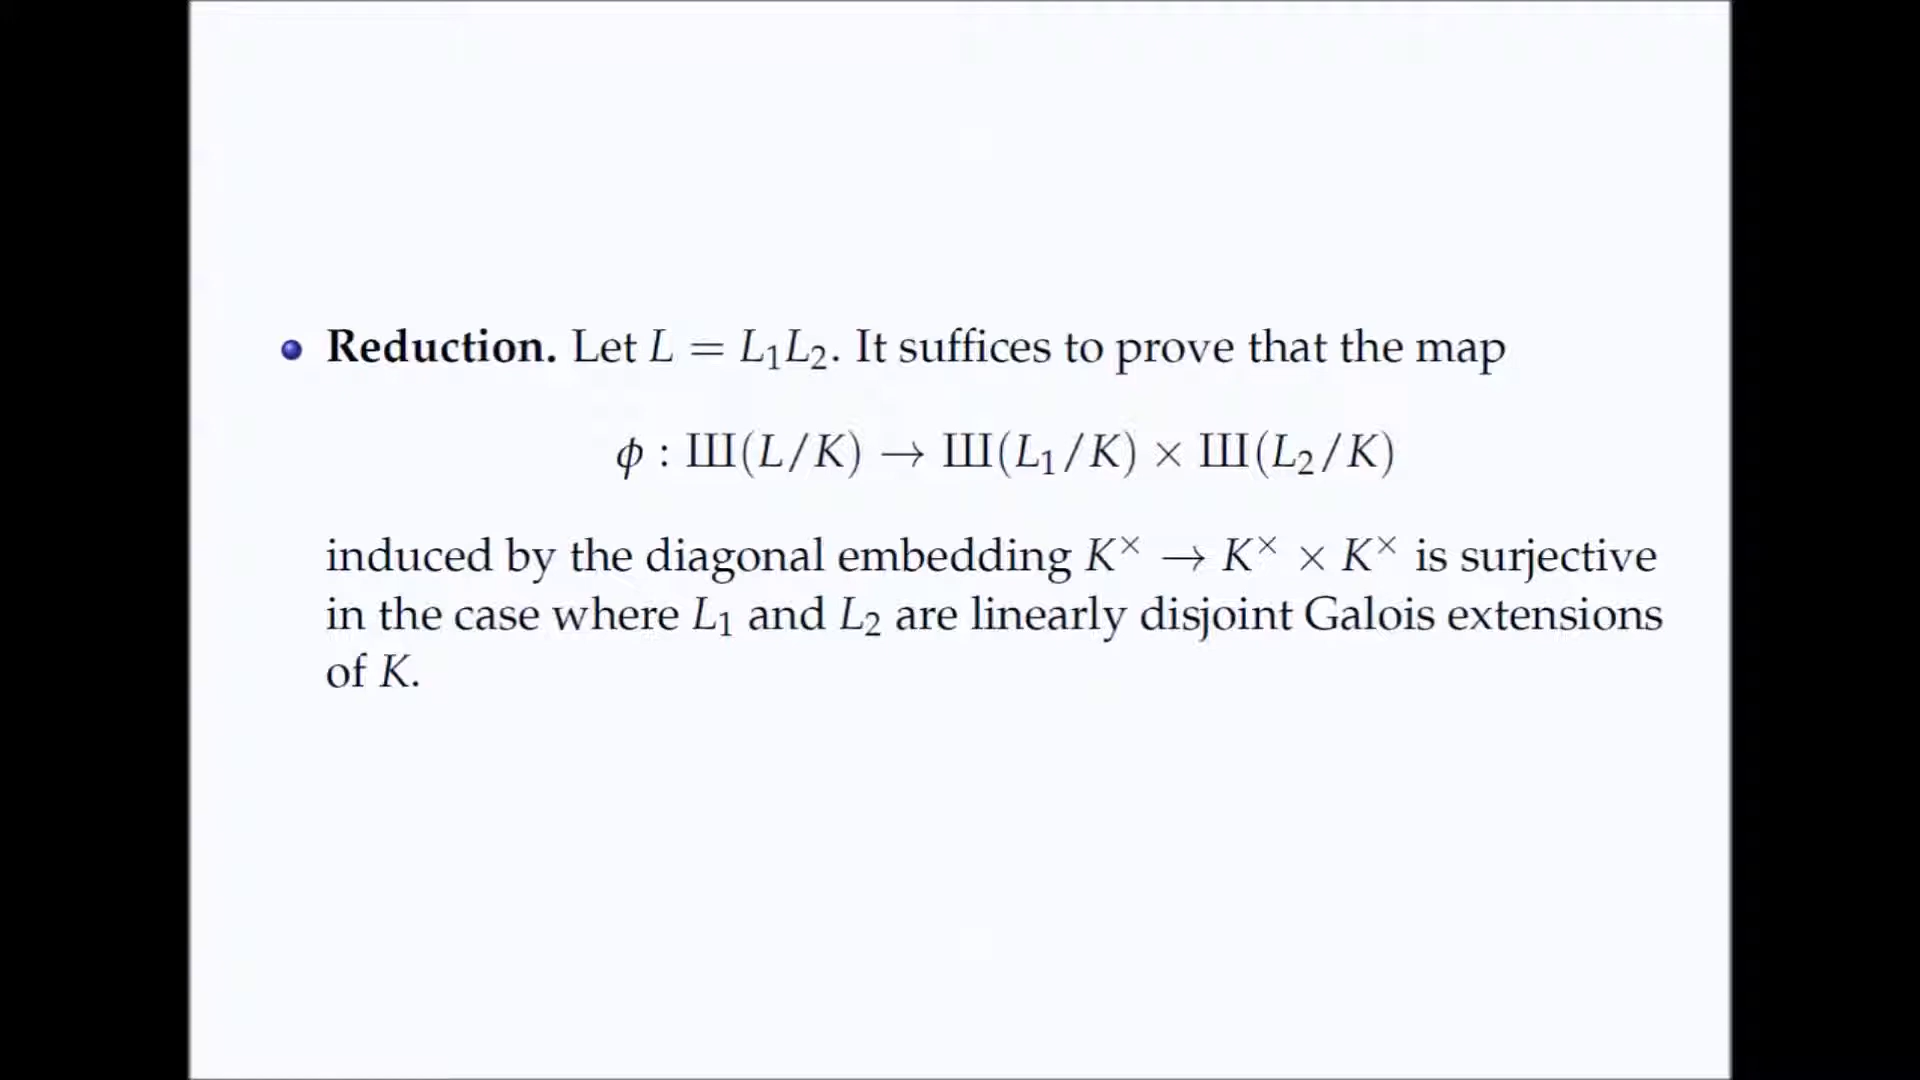 • Reduction. Let L = L₁L₂. It suffices to prove that the map
ϕ : Ш(L/K) → Ш(L₁/K) × Ш(L₂/K)
induced by the diagonal embedding K^× → K^× × K^× is surjective
in the case where L₁ and L₂ are linearly disjoint Galois extensions
of K.